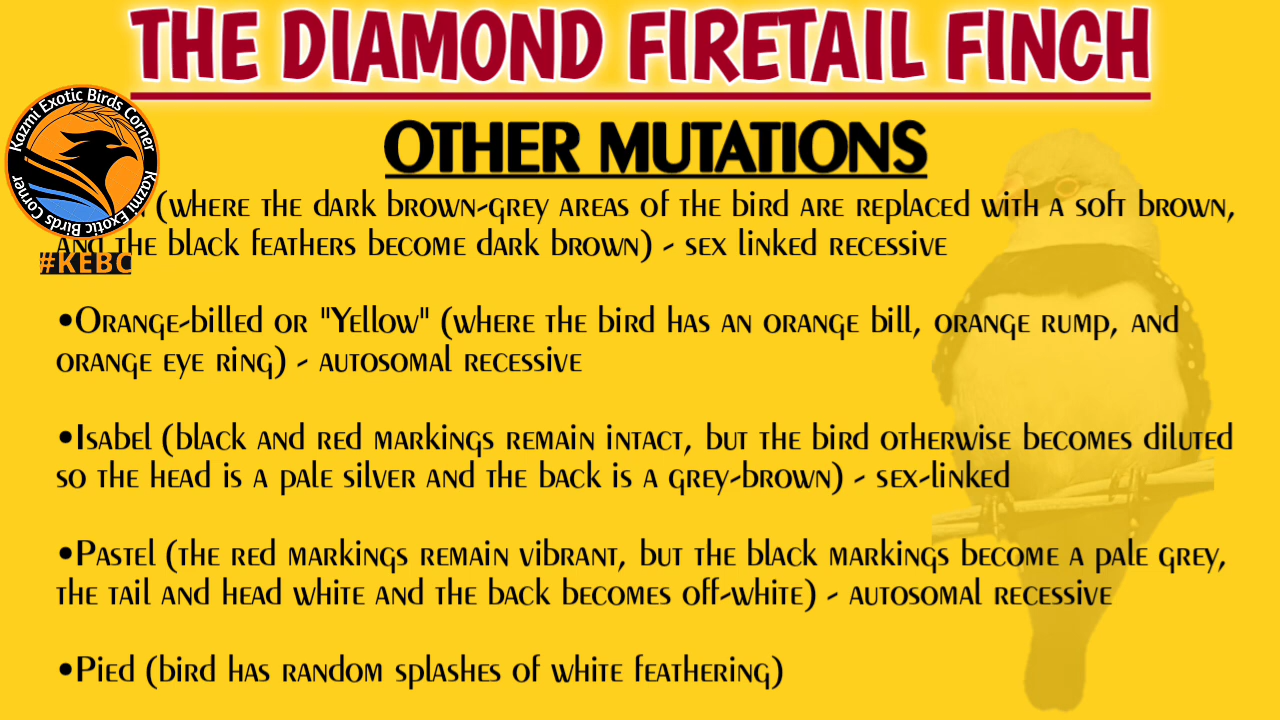 THE DIAMOND FIRETAIL FINCH
Kazmi Exotic Birds Corner
Kazmi Exotic Birds Corner
#KEBC
OTHER MUTATIONS
(where the dark brown-grey areas of the bird are replaced with a soft brown,
and the black feathers become dark brown) - sex linked recessive
•Orange-billed or "Yellow" (where the bird has an orange bill, orange rump, and
orange eye ring) - autosomal recessive
•Isabel (black and red markings remain intact, but the bird otherwise becomes diluted
so the head is a pale silver and the back is a grey-brown) - sex-linked
•Pastel (the red markings remain vibrant, but the black markings become a pale grey,
the tail and head white and the back becomes off-white) - autosomal recessive
•Pied (bird has random splashes of white feathering)